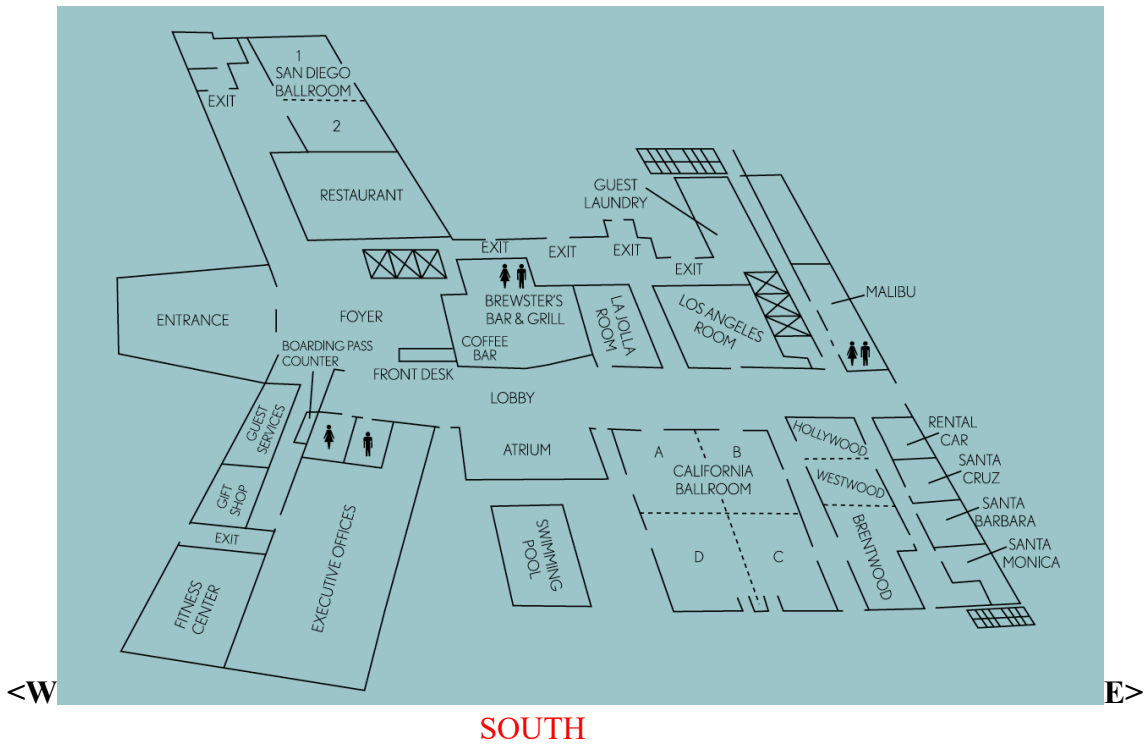 1
SAN DIEGO
BALLROOM
EXIT
2
RESTAURANT
GUEST
LAUNDRY
EXIT
EXIT
EXIT
EXIT
MALIBU
ENTRANCE
FOYER
BREWSTER'S
BAR & GRILL
LA JOLLA
ROOM
LOS ANGELES
ROOM
COFFEE
BAR
BOARDING PASS
COUNTER
FRONT DESK
LOBBY
GUEST
SERVICES
ATRIUM
A
B
CALIFORNIA
BALLROOM
HOLLYWOOD
RENTAL
CAR
SANTA
CRUZ
WESTWOOD
GIFT
SHOP
SANTA
BARBARA
EXIT
SWIMMING
POOL
D
C
BRENTWOOD
SANTA
MONICA
EXECUTIVE OFFICES
FITNESS
CENTER
<W
E>
SOUTH